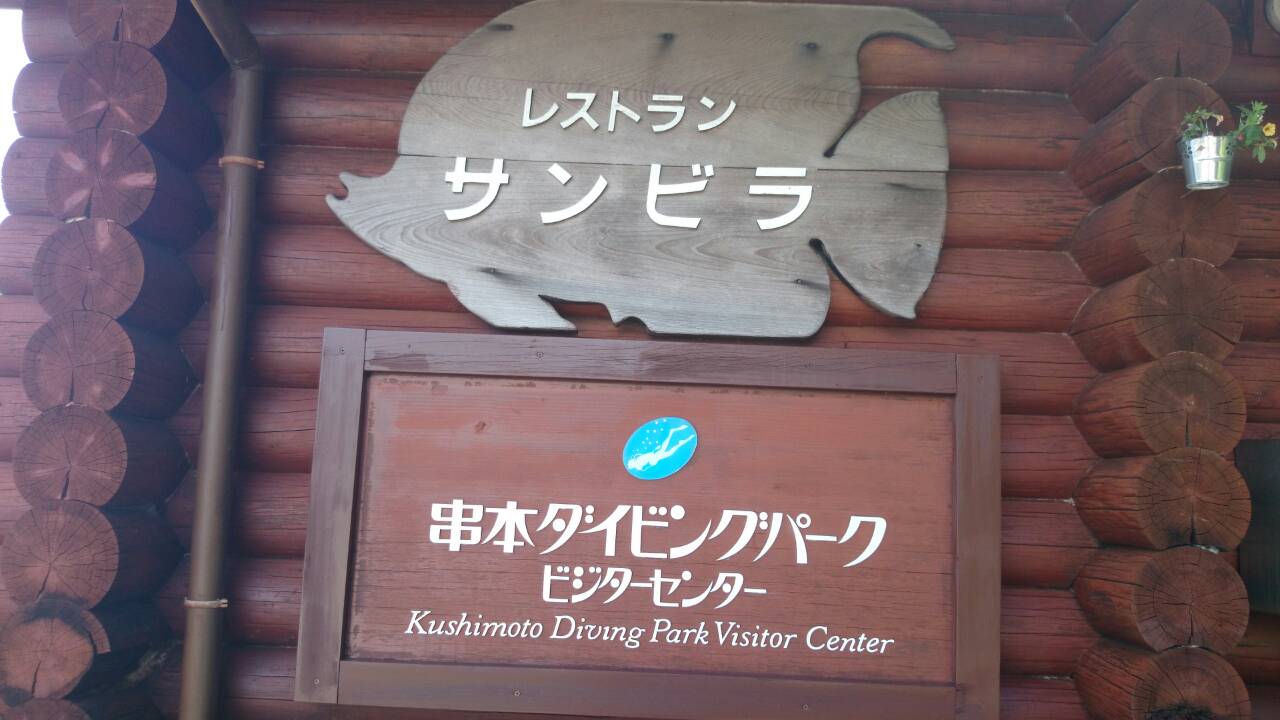 レストラン
サンビラ
串本ダイビングパーク
ビジターセンター
Kushimoto Diving Park Visitor Center